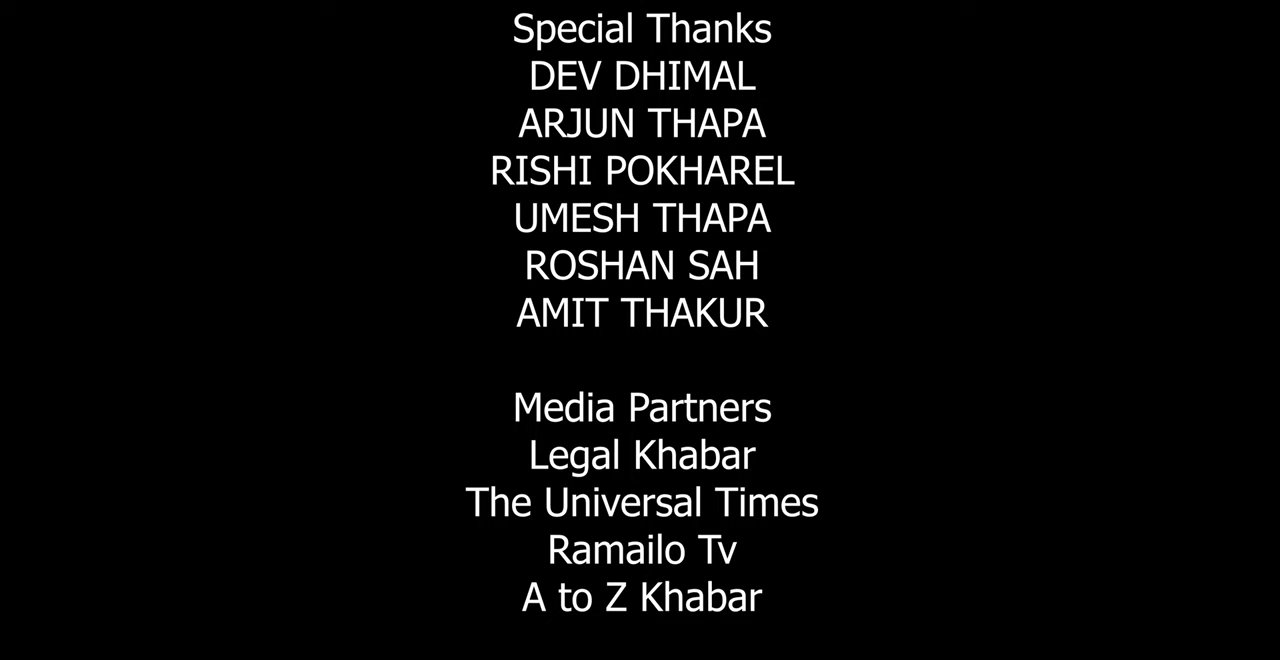 Special Thanks
DEV DHIMAL
ARJUN THAPA
RISHI POKHAREL
UMESH THAPA
ROSHAN SAH
AMIT THAKUR
Media Partners
Legal Khabar
The Universal Times
Ramailo Tv
A to Z Khabar